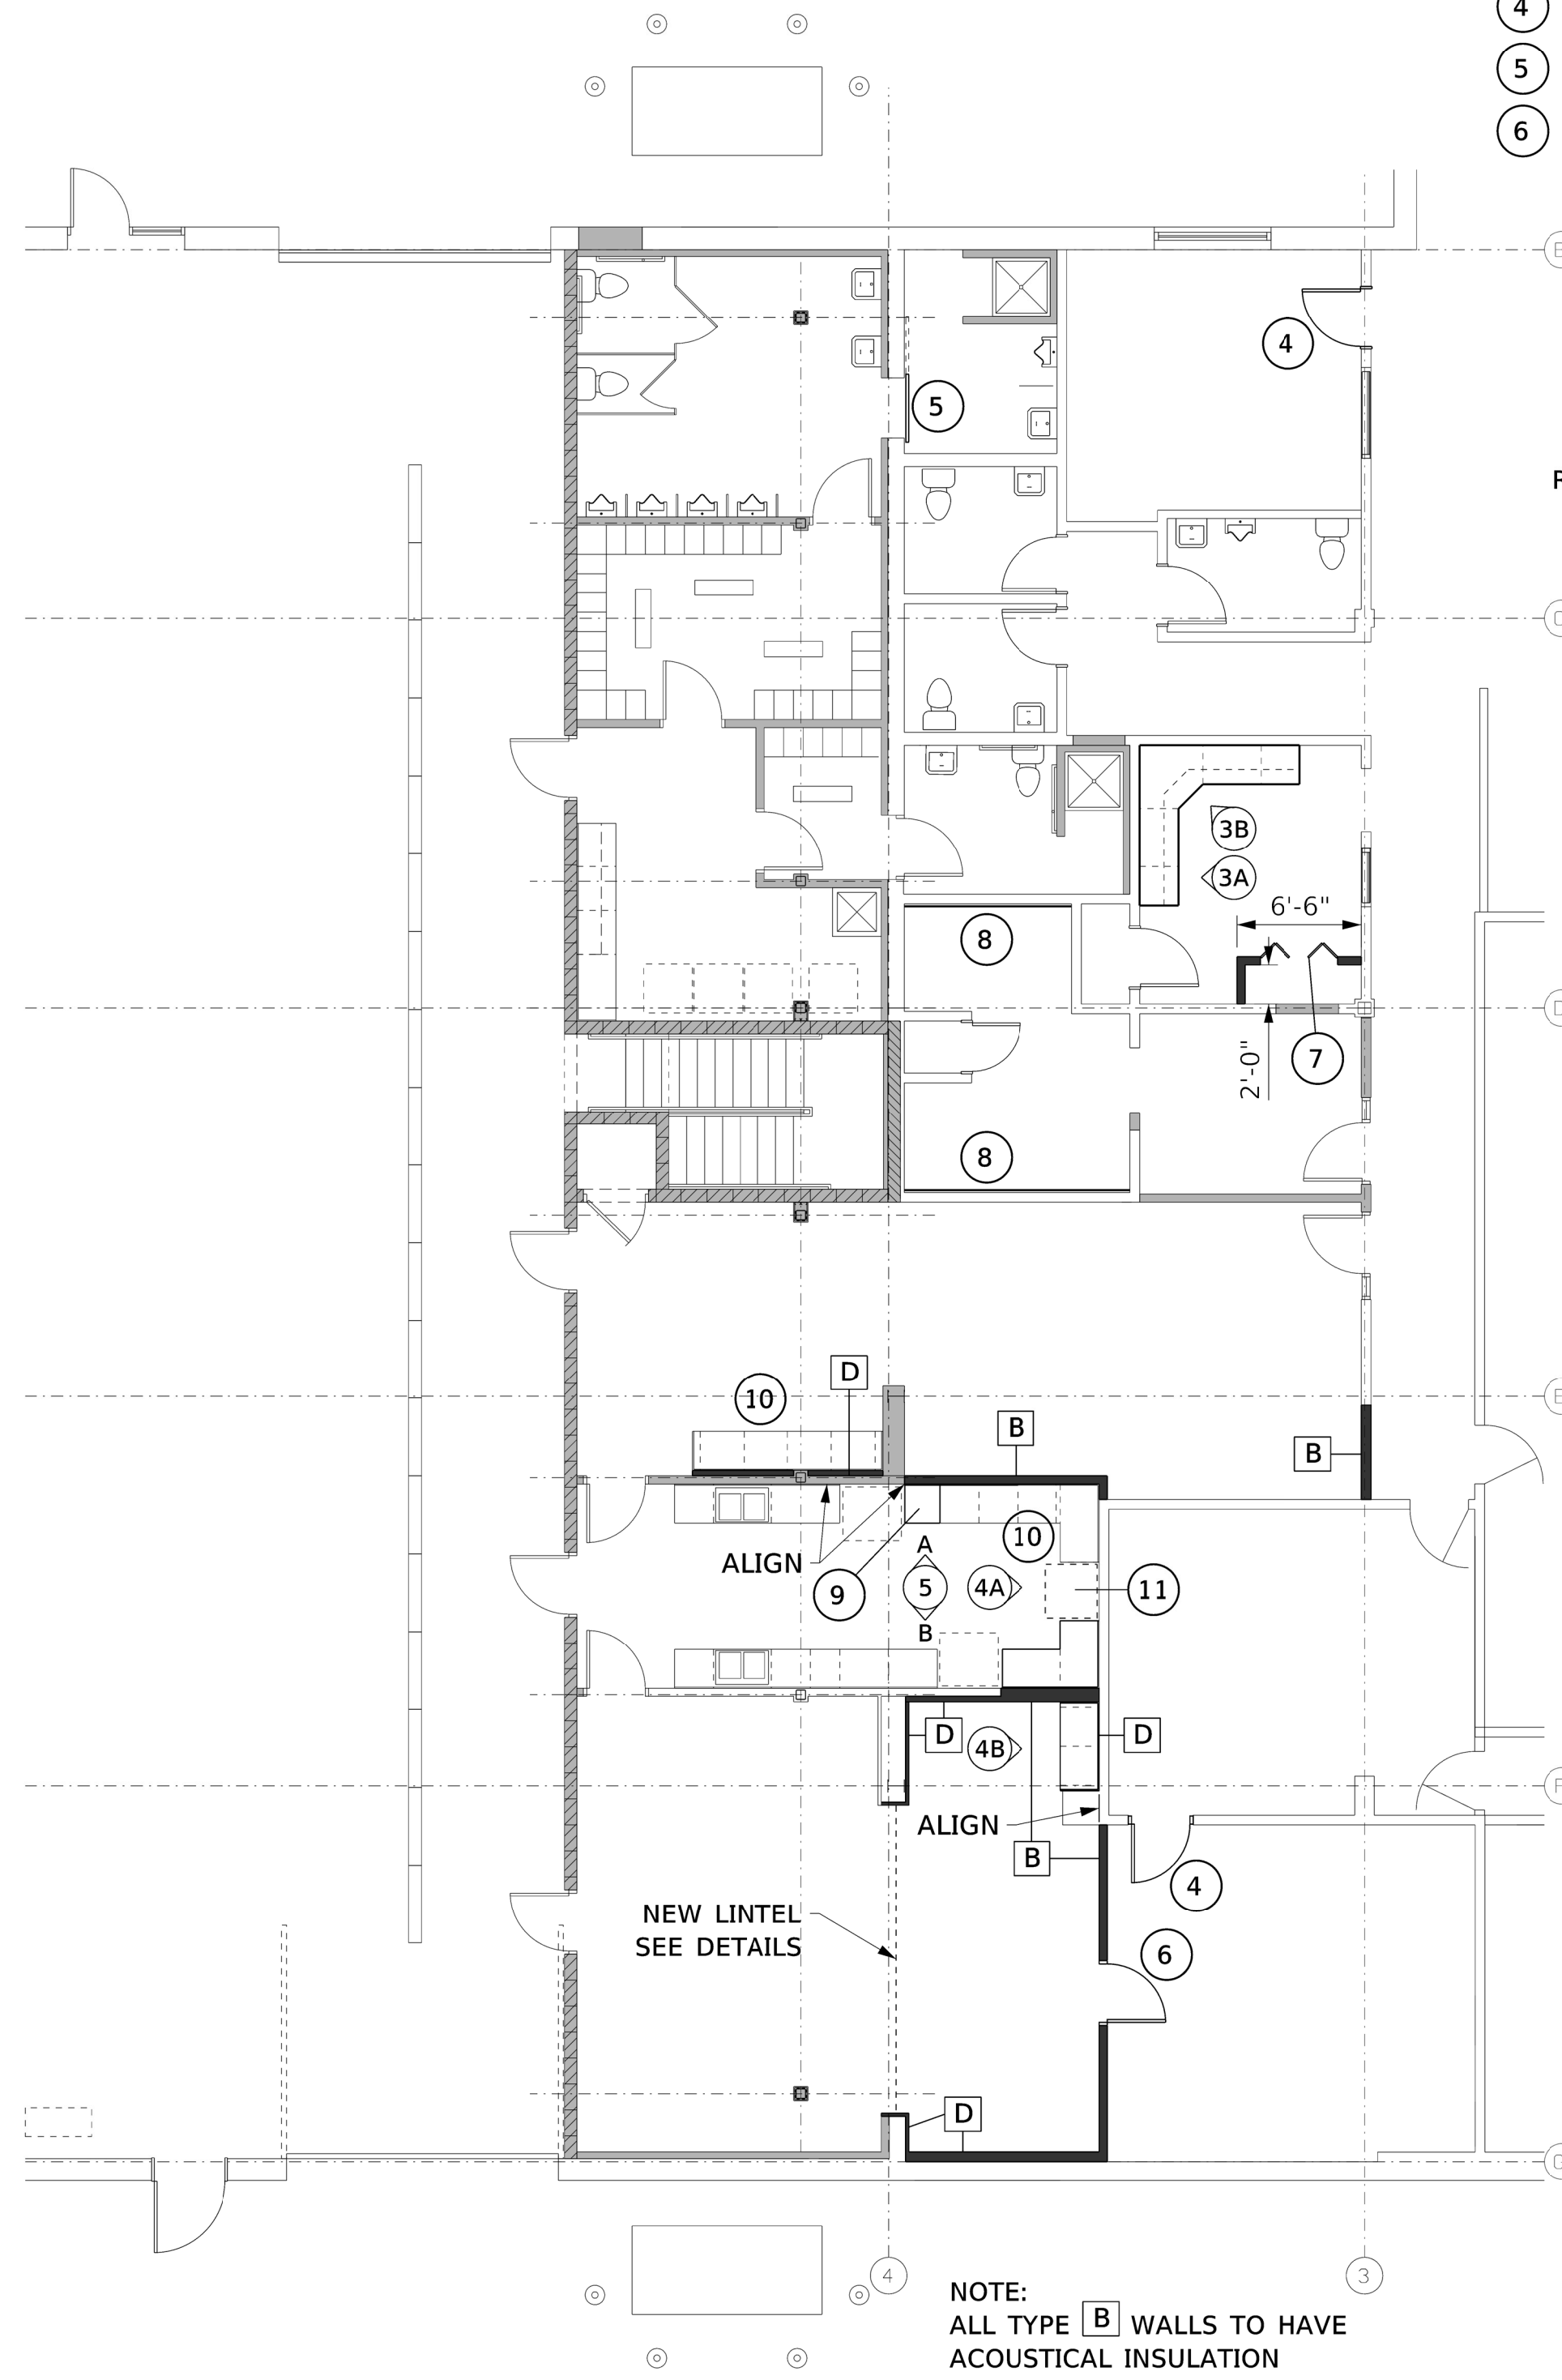 4
5
6
4
5
3B
3A
6'-6"
8
2'-0"
7
8
D
10
B
B
10
ALIGN
A
9
5
4A
11
B
D
4B
D
ALIGN
B
4
NEW LINTEL
SEE DETAILS
6
D
4
3
NOTE:
ALL TYPE B WALLS TO HAVE
ACOUSTICAL INSULATION